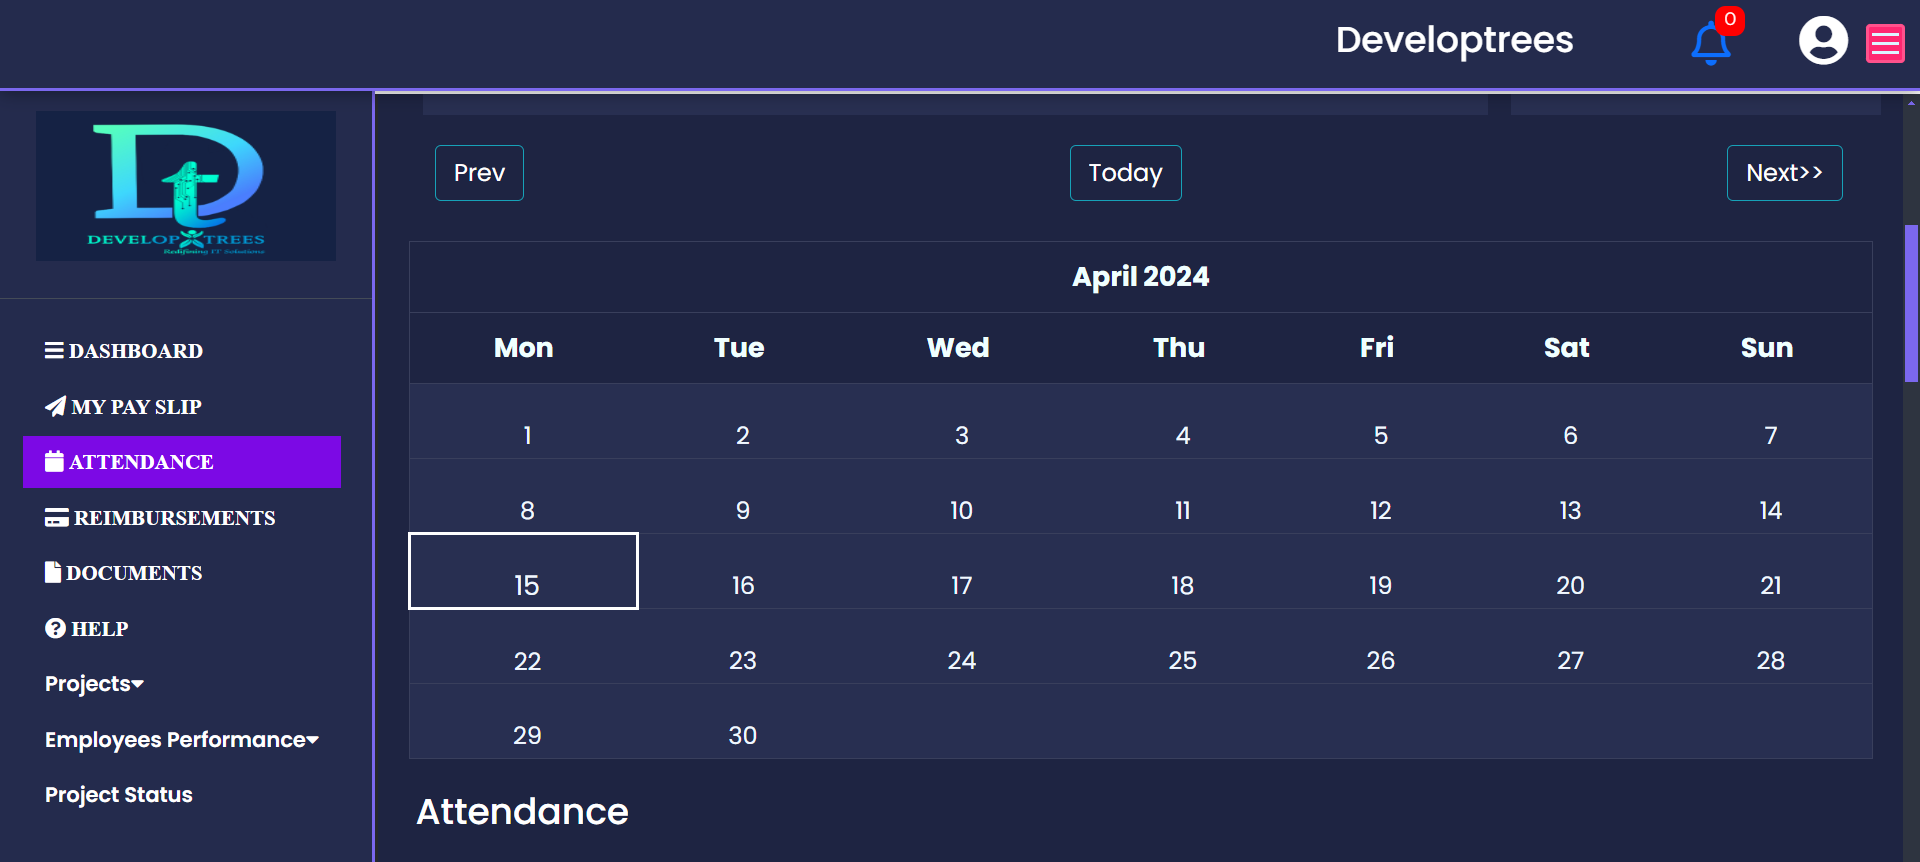 Developtrees
0
DEVELOP TREES
Redifining IT Solutions
DASHBOARD
MY PAY SLIP
ATTENDANCE
REIMBURSEMENTS
DOCUMENTS
HELP
Projects
Employees Performance
Project Status
Prev Today Next>>
April 2024
Mon Tue Wed Thu Fri Sat Sun
1 2 3 4 5 6 7
8 9 10 11 12 13 14
15 16 17 18 19 20 21
22 23 24 25 26 27 28
29 30
Attendance